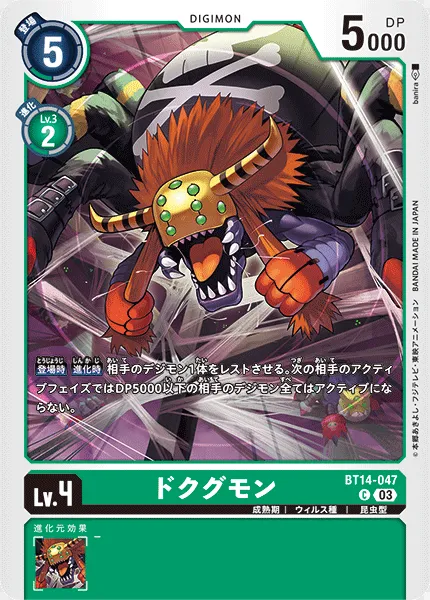 DIGIMON
登場
5
DP
5000
進化
Lv.3
2
banira
© 本郷あきよし・フジテレビ・東映アニメーション BANDAI MADE IN JAPAN
登場時 進化時 相手のデジモン1体をレストさせる。次の相手のアクティ
ブフェイズではDP5000以下の相手のデジモン全てはアクティブにな
らない。
Lv.4
ドクグモン
BT14-047
C 03
成熟期 | ウィルス種 | 昆虫型
進化元効果